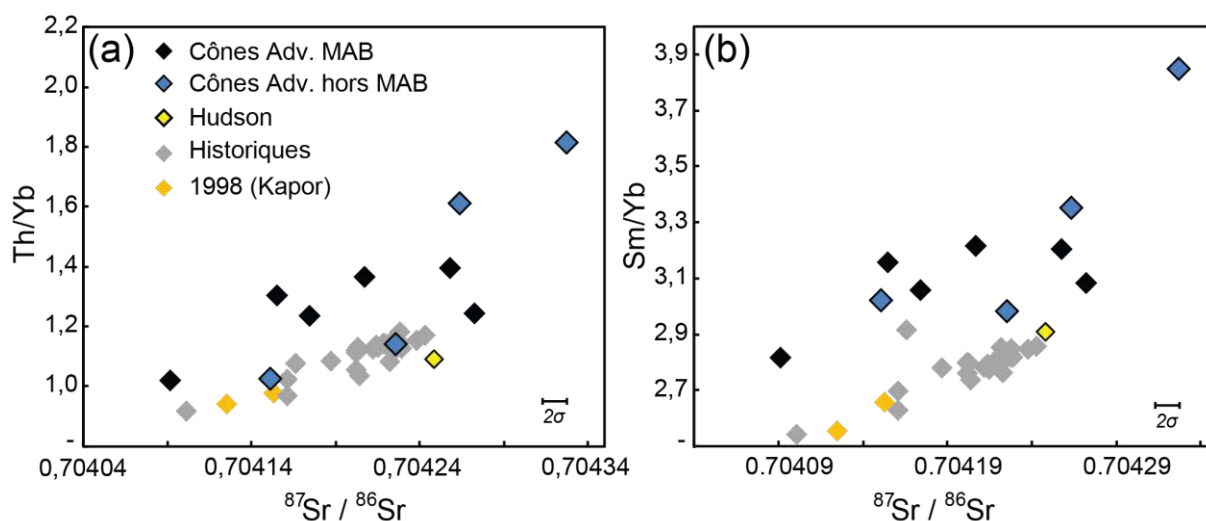 (a)
Th/Yb
2,2
2,0
1,8
1,6
1,4
1,2
1,0
-
Cônes Adv. MAB
Cônes Adv. hors MAB
Hudson
Historiques
1998 (Kapor)
2σ
0,70404
0,70414
0,70424
0,70434
⁸⁷Sr / ⁸⁶Sr
(b)
Sm/Yb
3,9
3,7
3,5
3,3
3,1
2,9
2,7
-
2σ
0.70409
0.70419
0.70429
⁸⁷Sr / ⁸⁶Sr